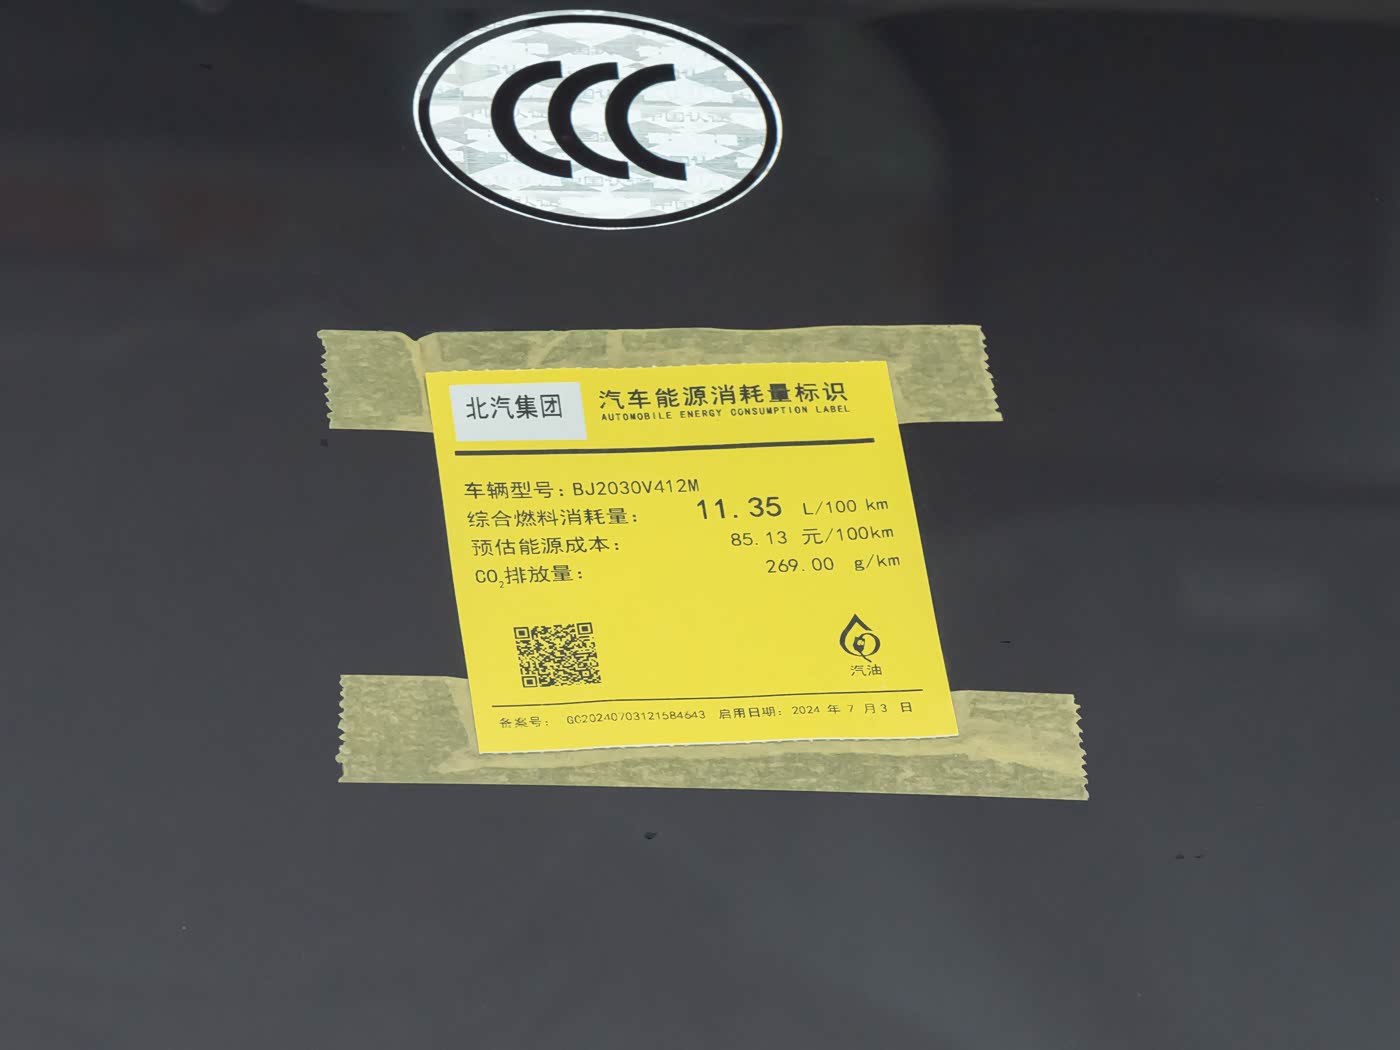 CCC
北汽集团
汽车能源消耗量标识
AUTOMOBILE ENERGY CONSUMPTION LABEL
车辆型号: BJ2030V412M
综合燃料消耗量: 11.35 L/100 km
预估能源成本: 85.13 元/100km
CO₂排放量: 269.00 g/km
汽油
备案号: GC20240703121584643 启用日期: 2024 年 7 月 3 日